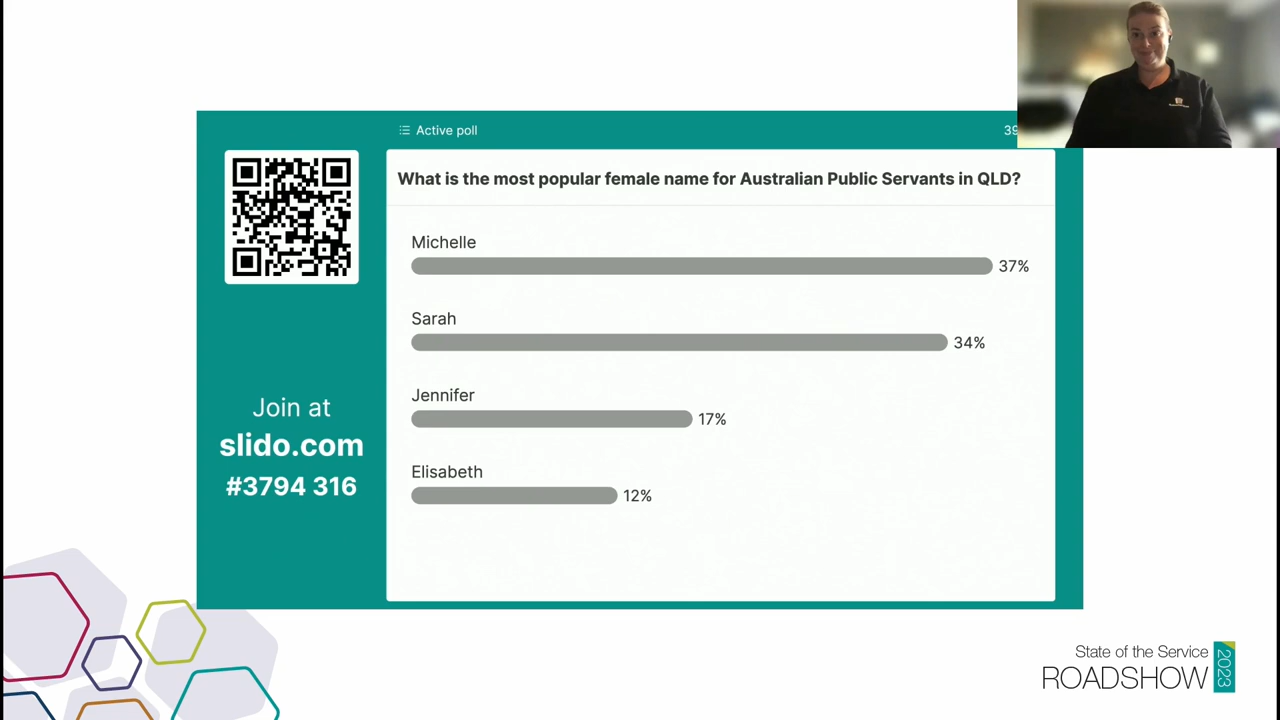 Active poll
39
What is the most popular female name for Australian Public Servants in QLD?
Michelle
37%
Sarah
34%
Jennifer
17%
Elisabeth
12%
Join at
slido.com
#3794 316
State of the Service
ROADSHOW
2023